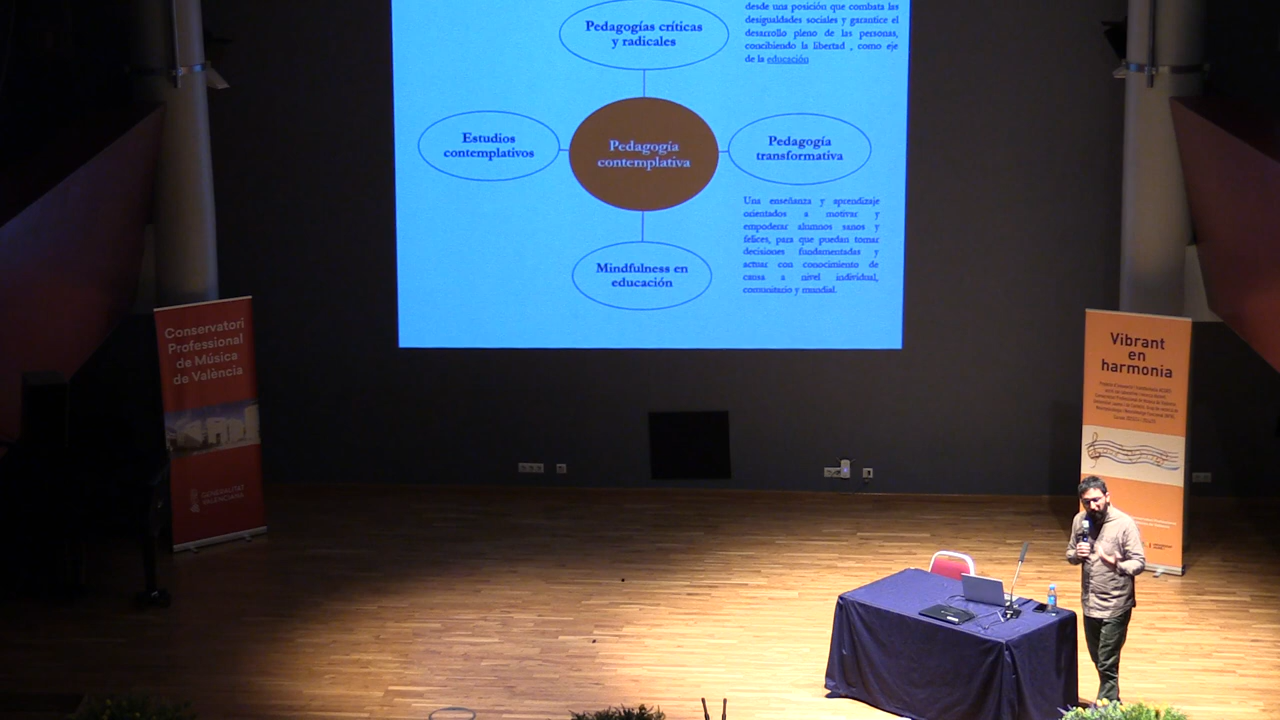 desde una posición que combata las
desigualdades sociales y garantice el
desarrollo pleno de las personas,
concibiendo la libertad , como eje
de la educación
Pedagogías críticas
y radicales
Estudios
contemplativos
Pedagogía
contemplativa
Pedagogía
transformativa
Una enseñanza y aprendizaje
orientados a motivar y
empoderar alumnos sanos y
felices, para que puedan tomar
decisiones fundamentadas y
actuar con conocimiento de
causa a nivel individual,
comunitario y mundial.
Mindfulness en
educación
Conservatori
Professional
de Música
de València
GENERALITAT
VALENCIANA
Vibrant
en
harmonia